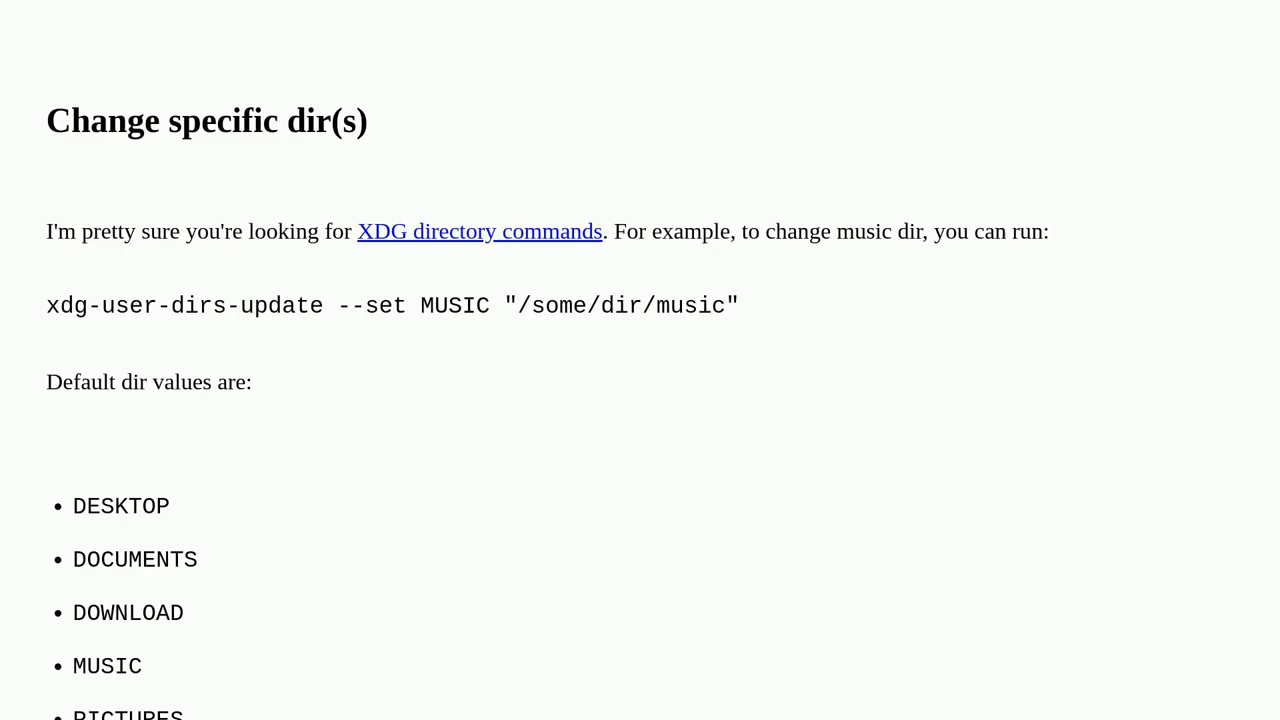 Change specific dir(s)
I'm pretty sure you're looking for XDG directory commands. For example, to change music dir, you can run:
xdg-user-dirs-update --set MUSIC "/some/dir/music"
Default dir values are:
• DESKTOP
• DOCUMENTS
• DOWNLOAD
• MUSIC
• PICTURES